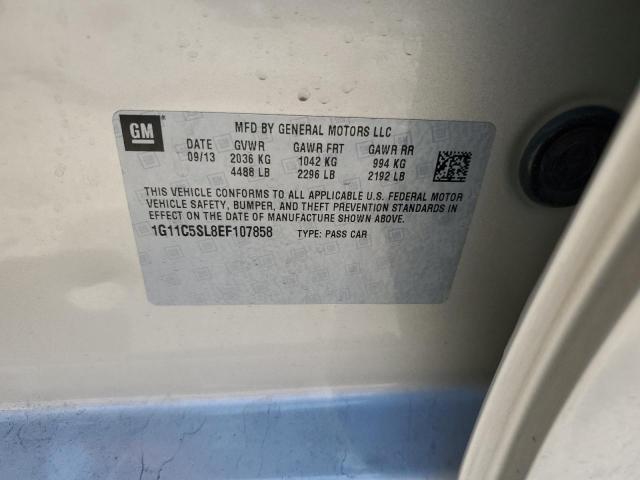 GM
MFD BY GENERAL MOTORS LLC
DATE GVWR GAWR FRT GAWR RR
09/13 2036 KG 1042 KG 994 KG
4488 LB 2296 LB 2192 LB
THIS VEHICLE CONFORMS TO ALL APPLICABLE U.S. FEDERAL MOTOR
VEHICLE SAFETY, BUMPER, AND THEFT PREVENTION STANDARDS IN
EFFECT ON THE DATE OF MANUFACTURE SHOWN ABOVE.
1G11C5SL8EF107858 TYPE: PASS CAR